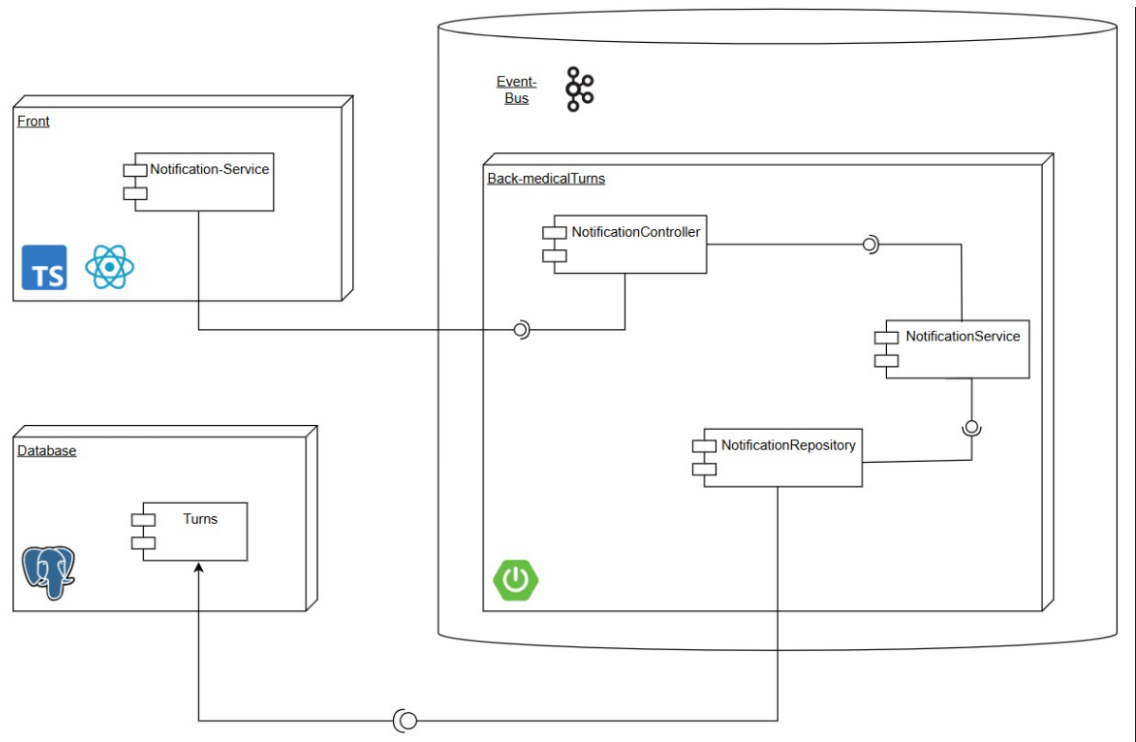 Event-
Bus
Front
Notification-Service
TS
Back-medicalTurns
NotificationController
NotificationService
NotificationRepository
Database
Turns